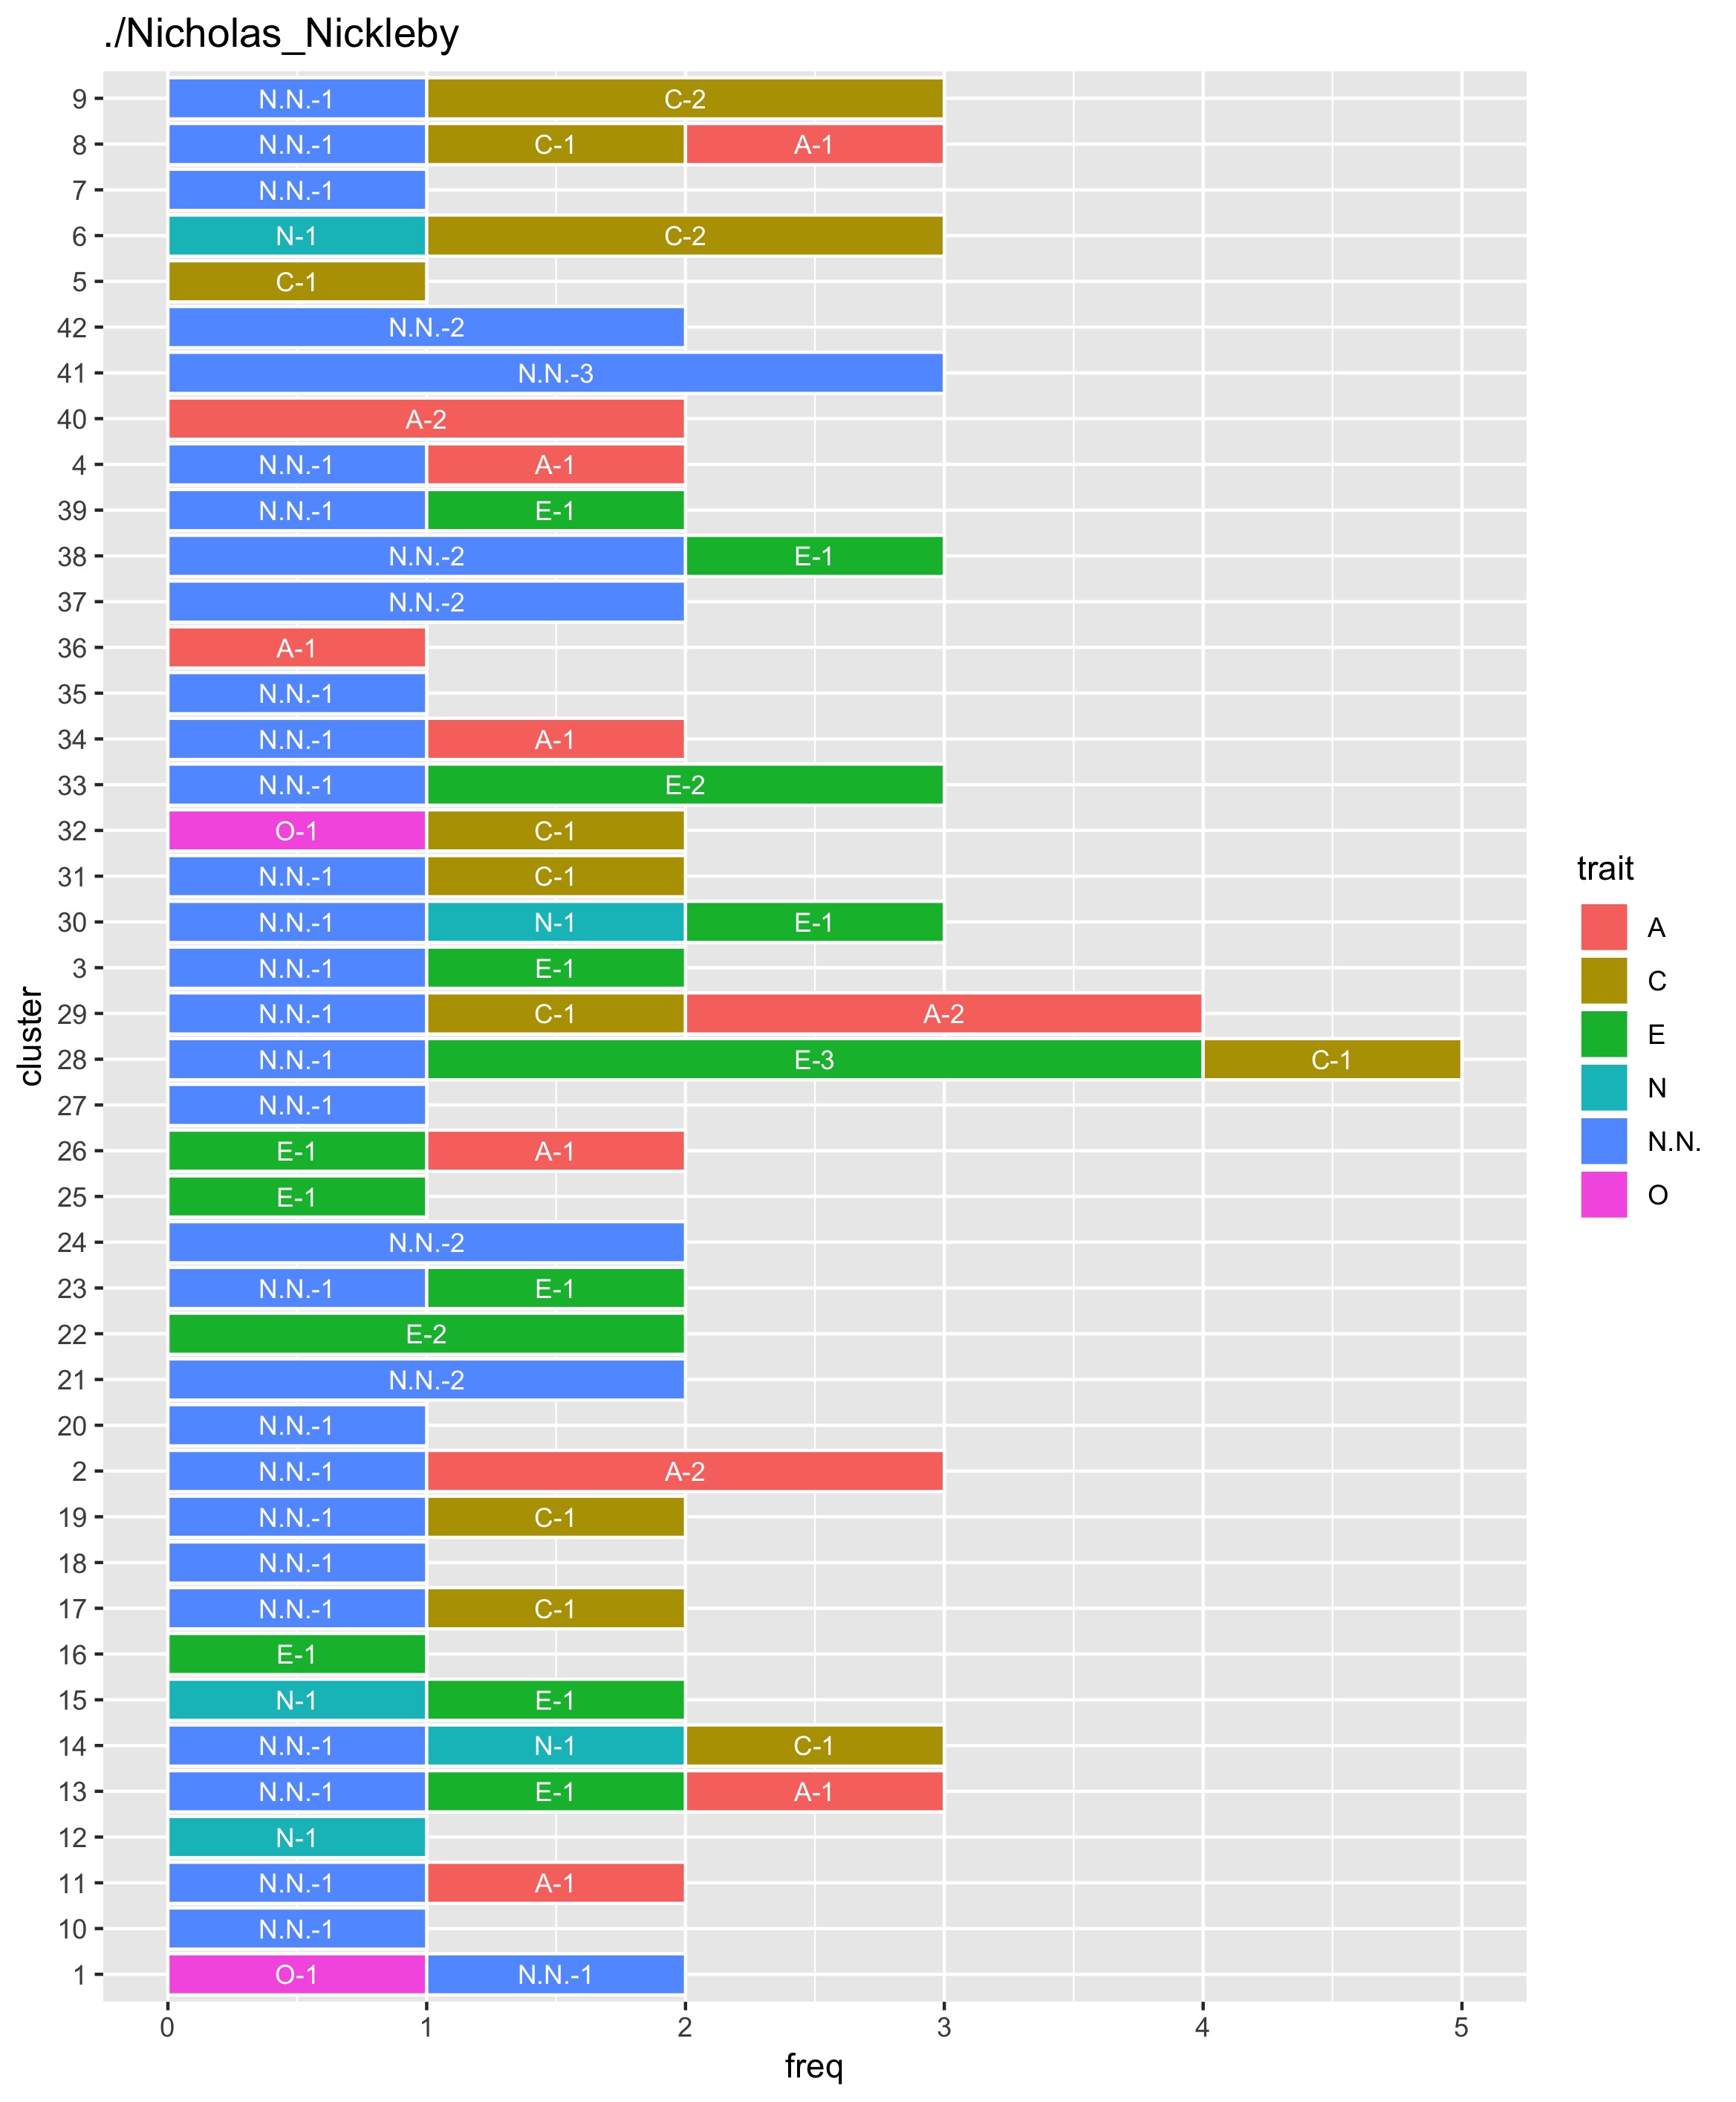 ./Nicholas_Nickleby
9 N.N.-1 C-2
8 N.N.-1 C-1 A-1
7 N.N.-1
6 N-1 C-2
5 C-1
42 N.N.-2
41 N.N.-3
40 A-2
4 N.N.-1 A-1
39 N.N.-1 E-1
38 N.N.-2 E-1
37 N.N.-2
36 A-1
35 N.N.-1
34 N.N.-1 A-1
33 N.N.-1 E-2
32 O-1 C-1
31 N.N.-1 C-1
30 N.N.-1 N-1 E-1
3 N.N.-1 E-1
29 N.N.-1 C-1 A-2
28 N.N.-1 E-3 C-1
27 N.N.-1
26 E-1 A-1
25 E-1
24 N.N.-2
23 N.N.-1 E-1
22 E-2
21 N.N.-2
20 N.N.-1
2 N.N.-1 A-2
19 N.N.-1 C-1
18 N.N.-1
17 N.N.-1 C-1
16 E-1
15 N-1 E-1
14 N.N.-1 N-1 C-1
13 N.N.-1 E-1 A-1
12 N-1
11 N.N.-1 A-1
10 N.N.-1
1 O-1 N.N.-1
0 1 2 3 4 5
freq
cluster
trait
A
C
E
N
N.N.
O